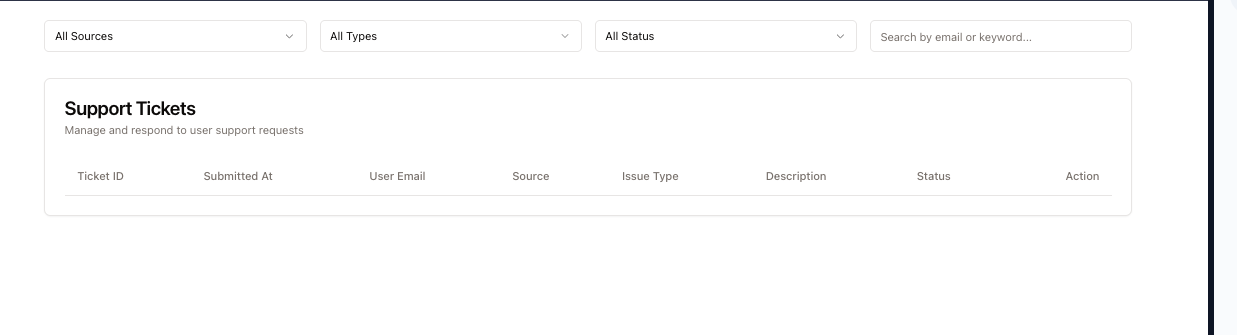 All Sources
All Types
All Status
Search by email or keyword...
Support Tickets
Manage and respond to user support requests
Ticket ID Submitted At User Email Source Issue Type Description Status Action